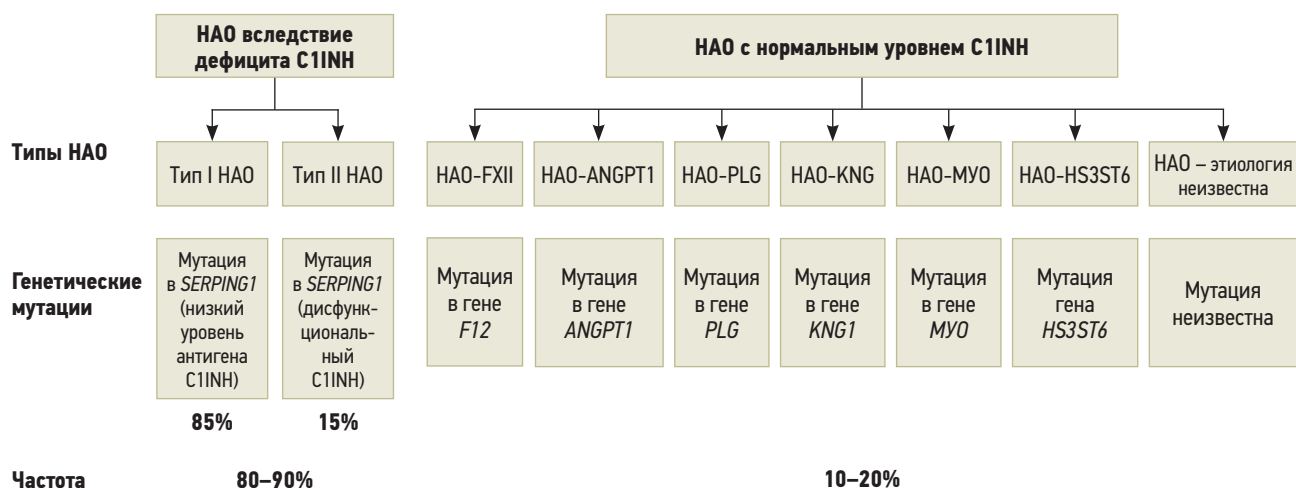 НАО вследствие
дефицита C1INH
НАО с нормальным уровнем C1INH
Типы НАО
Тип I НАО
Тип II НАО
НАО-FXII
НАО-ANGPT1
НАО-PLG
НАО-KNG
НАО-МУО
НАО-HS3ST6
НАО – этиология
неизвестна
Генетические
мутации
Мутация
в SERPING1
(низкий
уровень
антигена
C1INH)
Мутация
в SERPING1
(дисфунк-
циональ-
ный
C1INH)
Мутация
в гене
F12
Мутация
в гене
ANGPT1
Мутация
в гене
PLG
Мутация
в гене
KNG1
Мутация
в гене
МУО
Мутация
гена
HS3ST6
Мутация
неизвестна
85%
15%
Частота
80–90%
10–20%